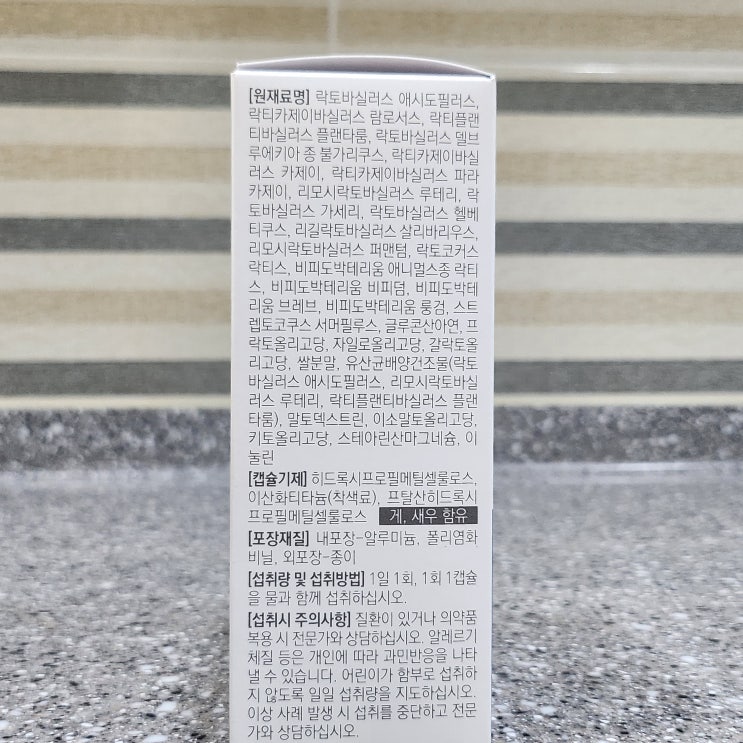 [원재료명] 락토바실러스 애시도필러스,
락티카제이바실러스 람로서스, 락티플랜
티바실러스 플랜타룸, 락토바실러스 델브
루에키아 종 불가리쿠스, 락티카제이바실
러스 카제이, 락티카제이바실러스 파라
카제이, 리모시락토바실러스 루테리, 락
토바실러스 가세리, 락토바실러스 헬베
티쿠스, 리길락토바실러스 살리바리우스,
리모시락토바실러스 퍼맨텀, 락토코커스
락티스, 비피도박테리움 애니멀스종 락티
스, 비피도박테리움 비피덤, 비피도박테
리움 브레브, 비피도박테리움 롱검, 스트
렙토코쿠스 서머필루스, 글루콘산아연, 프
락토올리고당, 자일로올리고당, 갈락토올
리고당, 쌀분말, 유산균배양건조물(락토
바실러스 애시도필러스, 리모시락토바실
러스 루테리, 락티플랜티바실러스 플랜
타룸), 말토덱스트린, 이소말토올리고당,
키토올리고당, 스테아린산마그네슘, 이
눌린
[캡슐기제] 히드록시프로필메틸셀룰로스,
이산화티타늄(착색료), 프탈산히드록시
프로필메틸셀룰로스 게, 새우 함유
[포장재질] 내포장-알루미늄, 폴리염화
비닐, 외포장-종이
[섭취량 및 섭취방법] 1일 1회, 1회 1캡슐
을 물과 함께 섭취하십시오.
[섭취시 주의사항] 질환이 있거나 의약품
복용 시 전문가와 상담하십시오. 알레르기
체질 등은 개인에 따라 과민반응을 나타
낼 수 있습니다. 어린이가 함부로 섭취하
지 않도록 일일 섭취량을 지도하십시오.
이상 사례 발생 시 섭취를 중단하고 전문
가와 상담하십시오.